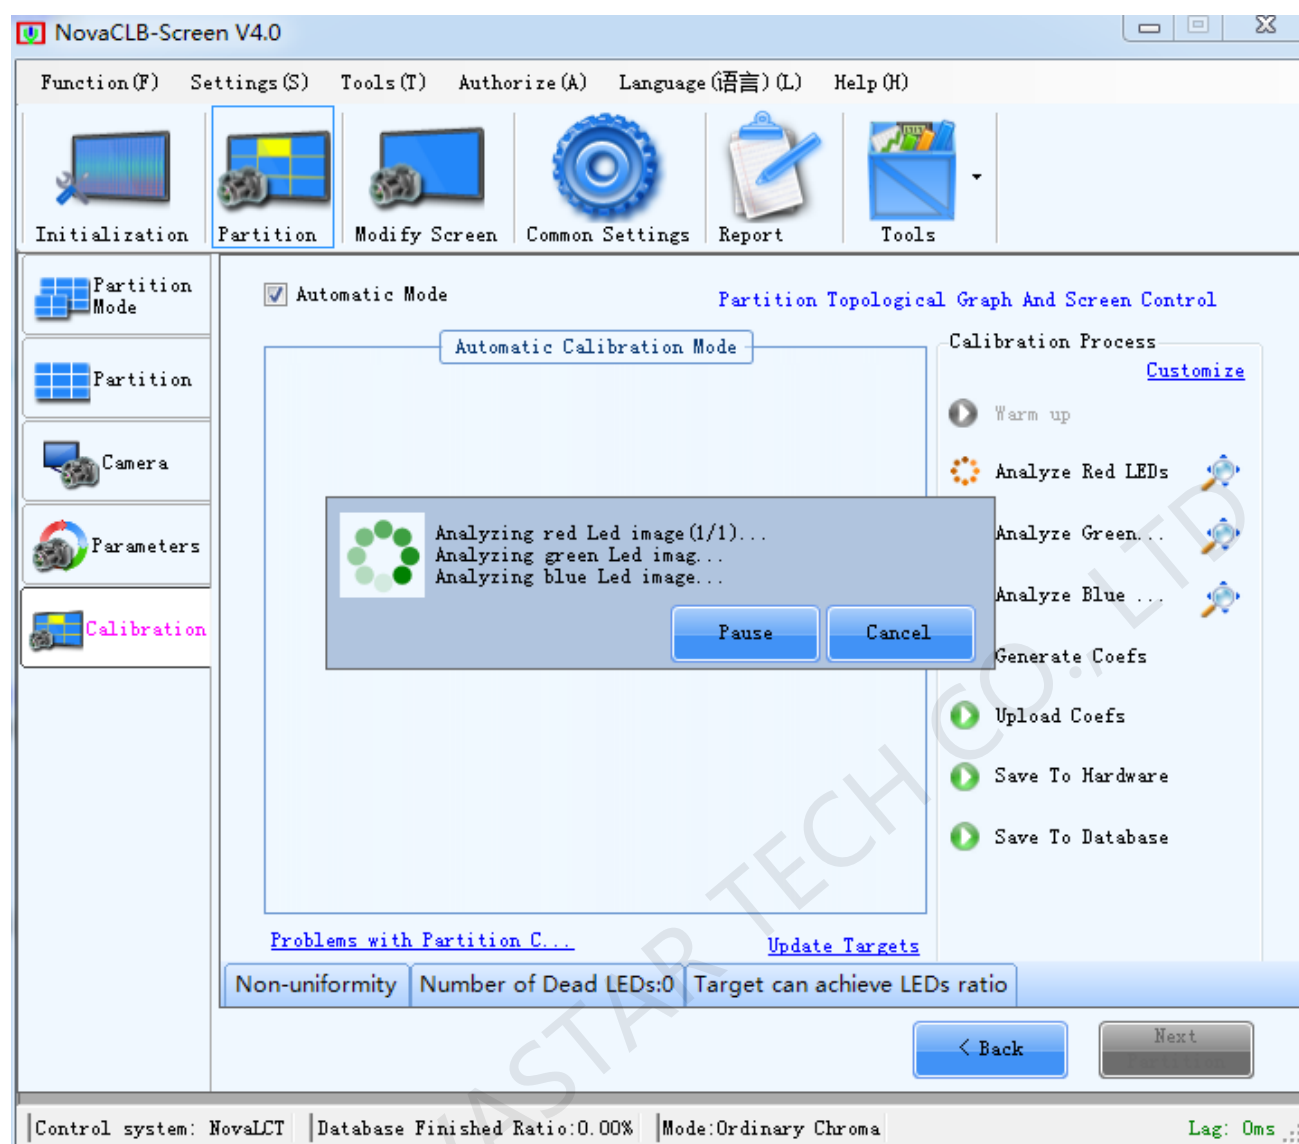 NovaCLB-Screen V4.0
Function(F) Settings(S) Tools(T) Authorize(A) Language(语言)(L) Help(H)
Initialization Partition Modify Screen Common Settings Report Tools
Partition
Mode
Partition
Camera
Parameters
Calibration
Automatic Mode
Partition Topological Graph And Screen Control
Automatic Calibration Mode
Calibration Process
Customize
Warm up
Analyze Red LEDs
Analyze Green...
Analyze Blue ...
Generate Coefs
Upload Coefs
Save To Hardware
Save To Database
Analyzing red Led image(1/1)...
Analyzing green Led imag...
Analyzing blue Led image...
Pause Cancel
Problems with Partition C...
Update Targets
Non-uniformity Number of Dead LEDs:0 Target can achieve LEDs ratio
< Back Next
Partition
Control system: NovaLCT Database Finished Ratio:0.00% Mode:Ordinary Chroma Lag: 0ms
VASTAR TECH CO., LTD